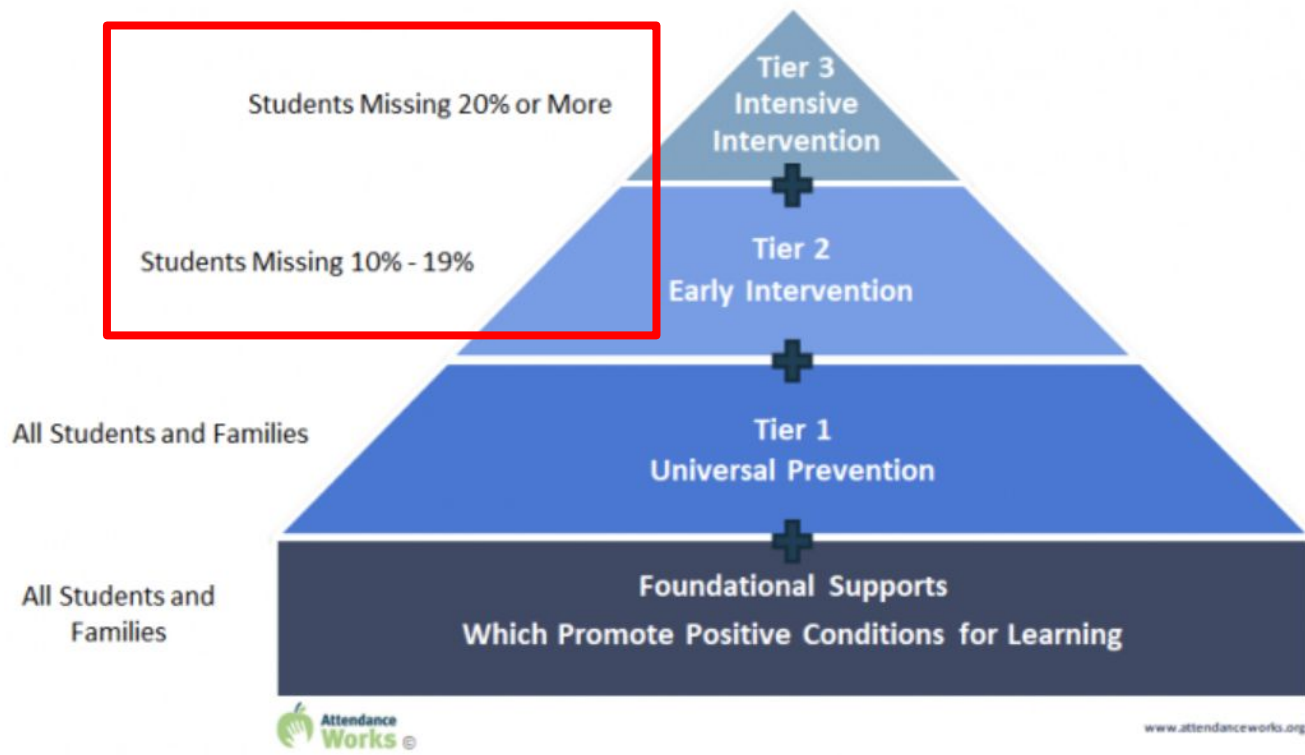 Students Missing 20% or More
Tier 3
Intensive
Intervention
Students Missing 10% - 19%
Tier 2
Early Intervention
All Students and Families
Tier 1
Universal Prevention
All Students and
Families
Foundational Supports
Which Promote Positive Conditions for Learning
Attendance
Works ©
www.attendanceworks.org